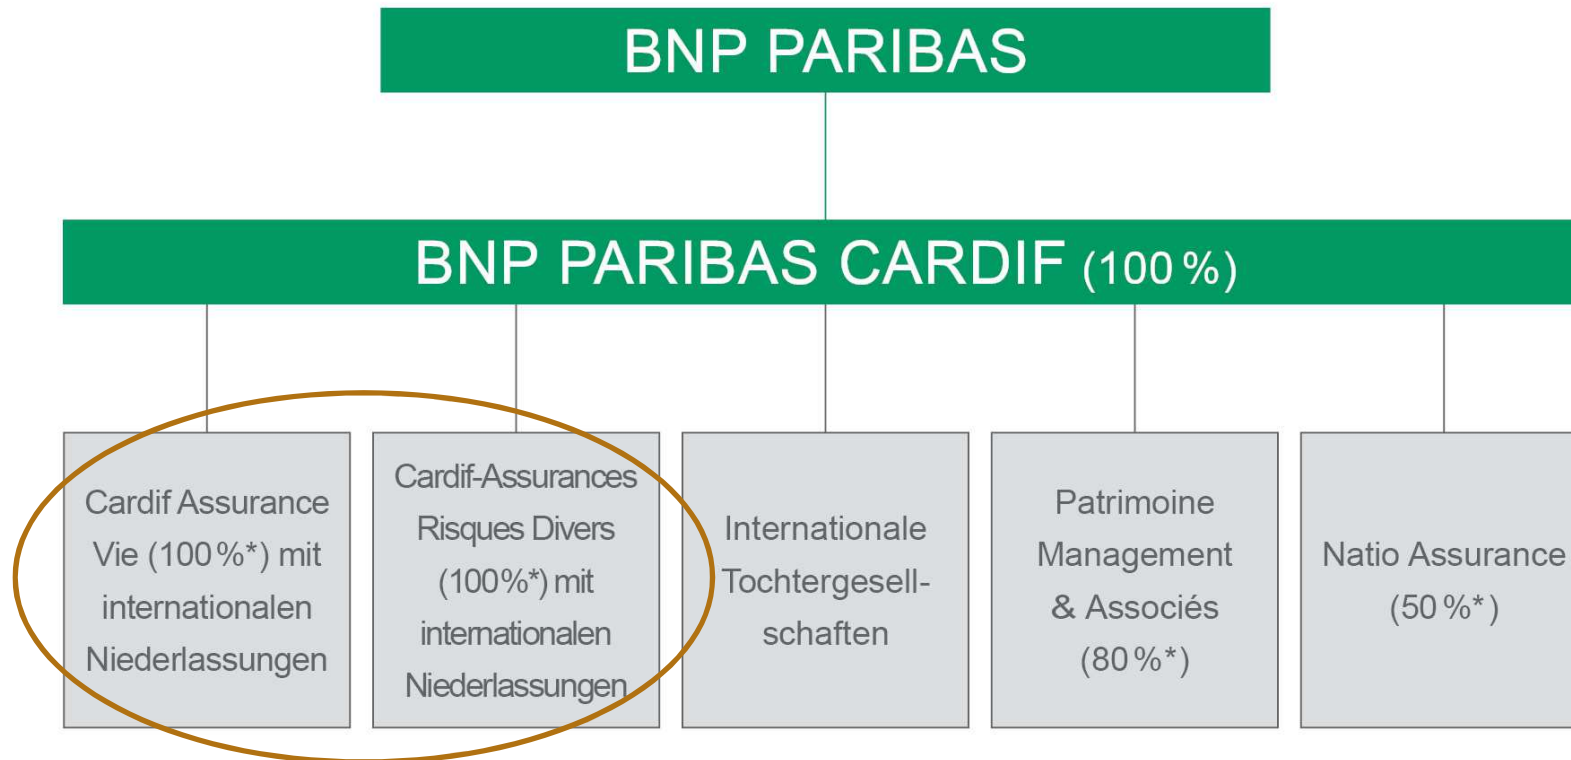 BNP PARIBAS
BNP PARIBAS CARDIF (100 %)
Cardif Assurance
Vie (100 %*) mit
internationalen
Niederlassungen
Cardif-Assurances
Risques Divers
(100%*) mit
internationalen
Niederlassungen
Internationale
Tochtergesell-
schaften
Patrimoine
Management
& Associés
(80 %*)
Natio Assurance
(50 %*)